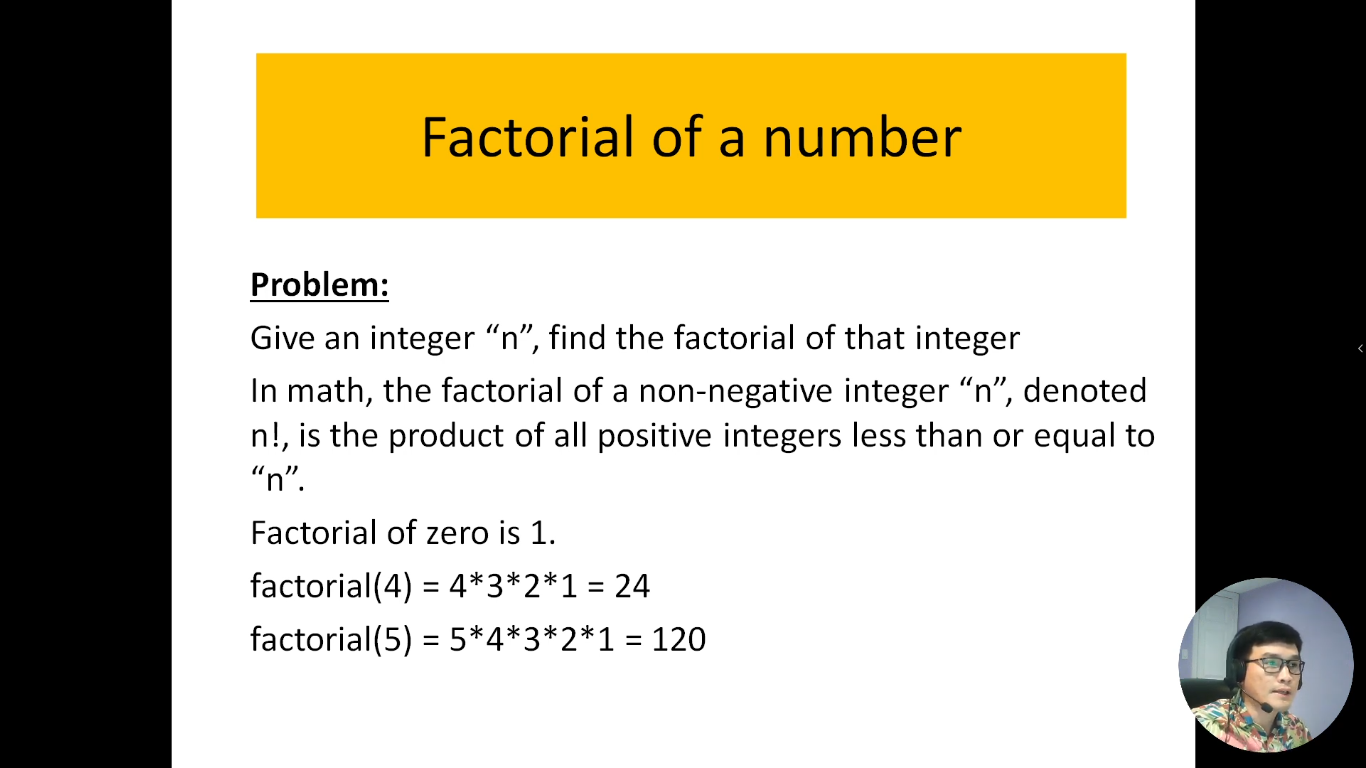 Factorial of a number
Problem:
Give an integer “n”, find the factorial of that integer
In math, the factorial of a non-negative integer “n”, denoted
n!, is the product of all positive integers less than or equal to
“n”.
Factorial of zero is 1.
factorial(4) = 4*3*2*1 = 24
factorial(5) = 5*4*3*2*1 = 120